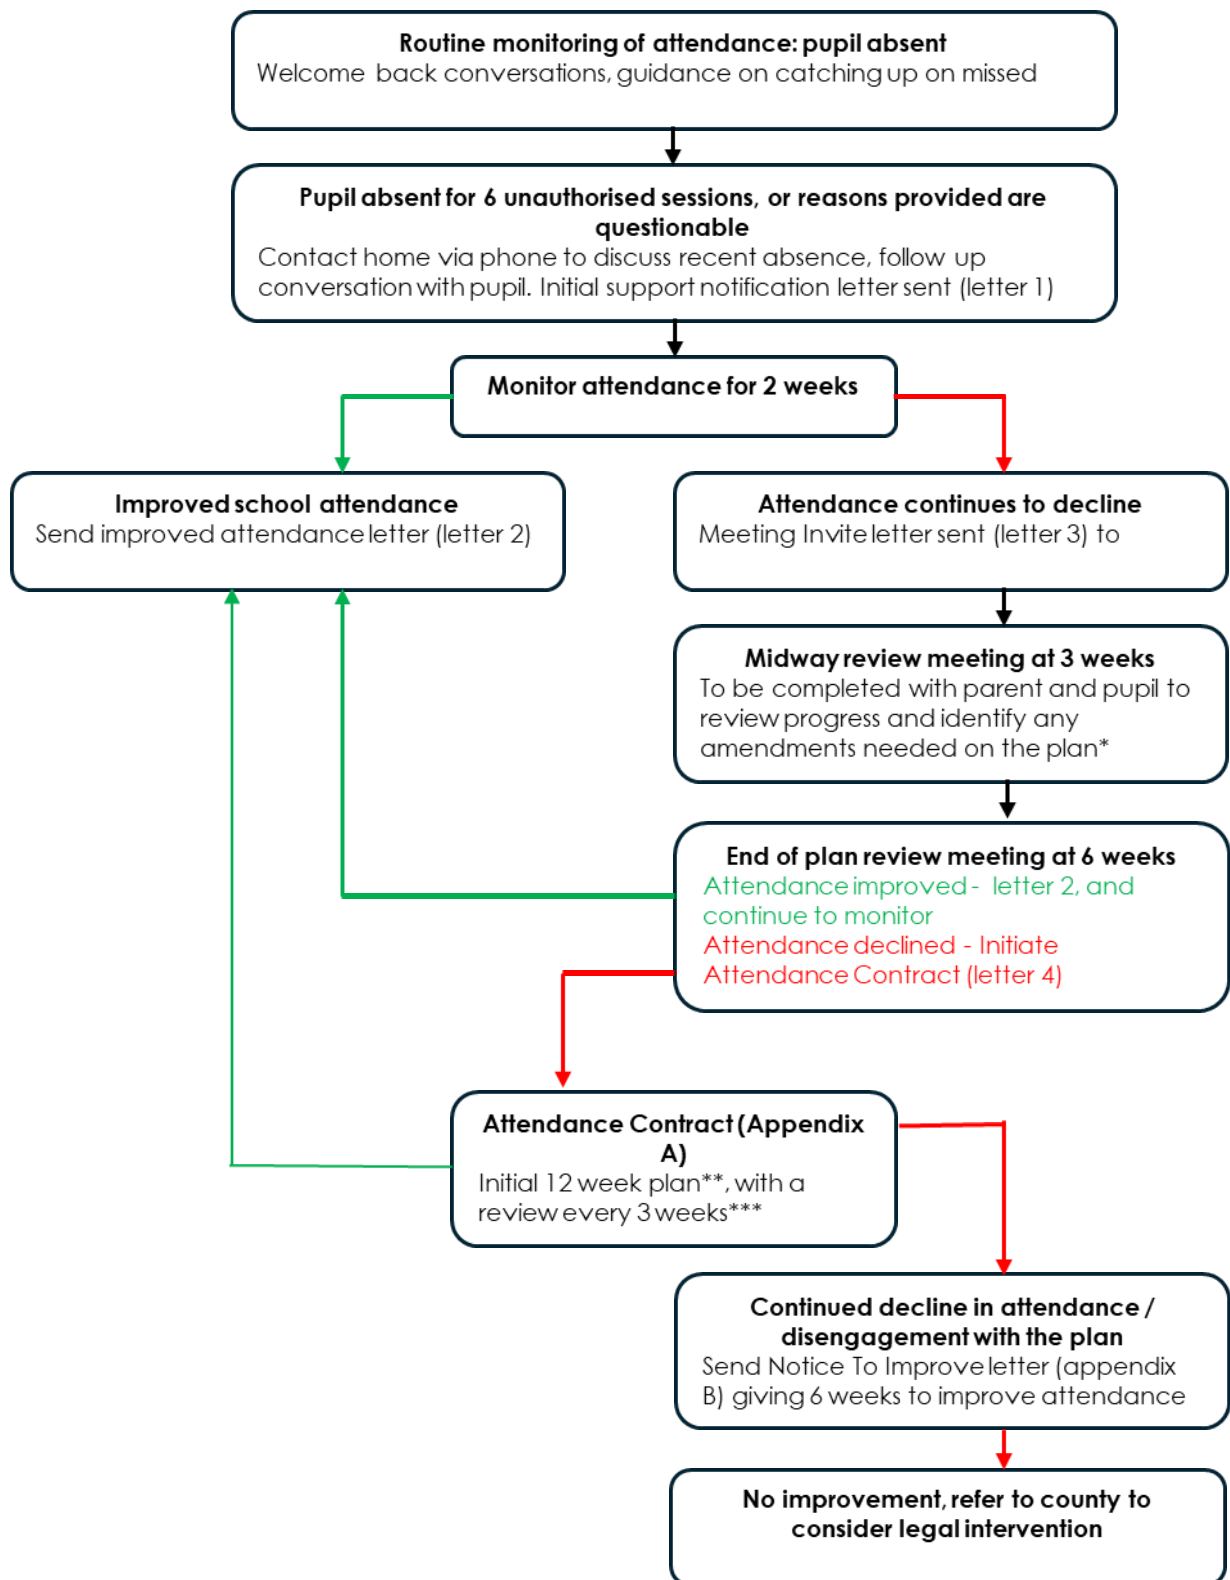 Routine monitoring of attendance: pupil absent
Welcome back conversations, guidance on catching up on missed
Pupil absent for 6 unauthorised sessions, or reasons provided are
questionable
Contact home via phone to discuss recent absence, follow up
conversation with pupil. Initial support notification letter sent (letter 1)
Monitor attendance for 2 weeks
Improved school attendance
Send improved attendance letter (letter 2)
Attendance continues to decline
Meeting Invite letter sent (letter 3) to
Midway review meeting at 3 weeks
To be completed with parent and pupil to
review progress and identify any
amendments needed on the plan*
End of plan review meeting at 6 weeks
Attendance improved - letter 2, and
continue to monitor
Attendance declined - Initiate
Attendance Contract (letter 4)
Attendance Contract (Appendix
A)
Initial 12 week plan**, with a
review every 3 weeks***
Continued decline in attendance /
disengagement with the plan
Send Notice To Improve letter (appendix
B) giving 6 weeks to improve attendance
No improvement, refer to county to
consider legal intervention